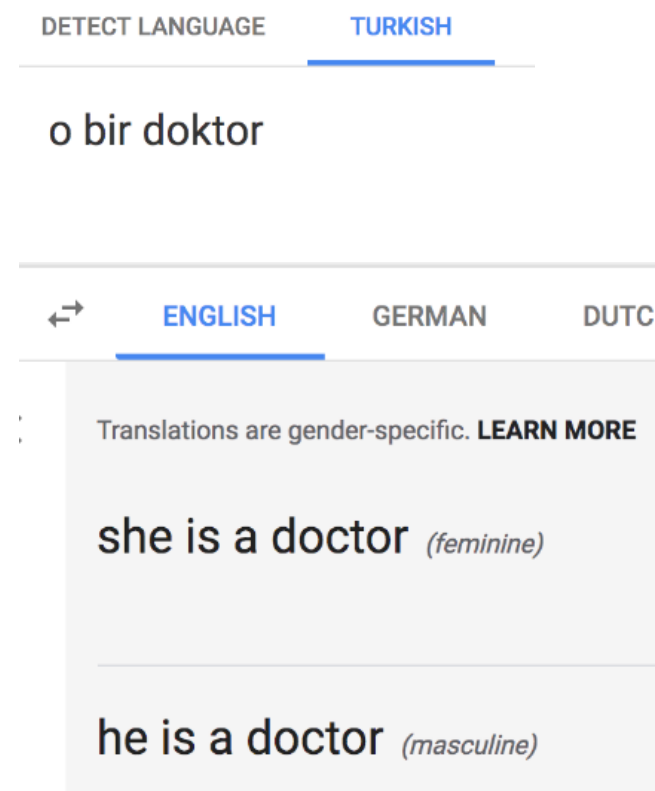 DETECT LANGUAGE TURKISH
o bir doktor
ENGLISH GERMAN DUTC
Translations are gender-specific. LEARN MORE
she is a doctor (feminine)
he is a doctor (masculine)